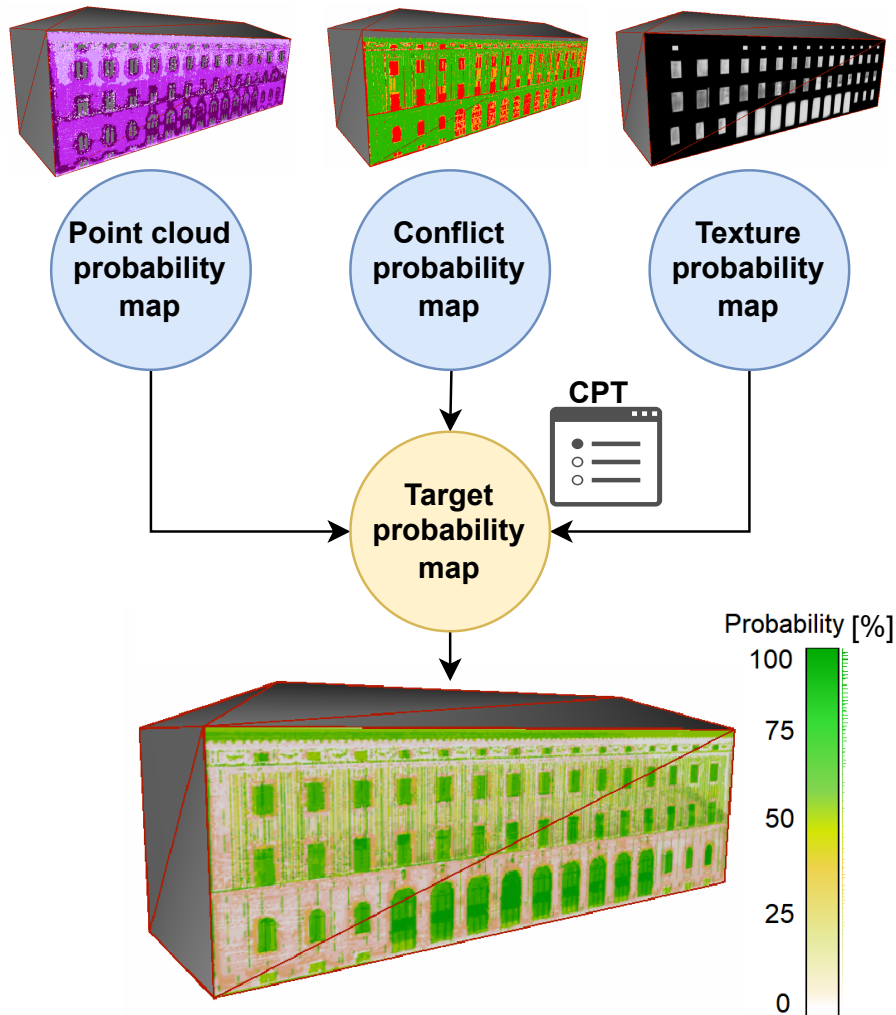 Point cloud
probability
map
Conflict
probability
map
Texture
probability
map
CPT
Target
probability
map
Probability [%]
100
75
50
25
0